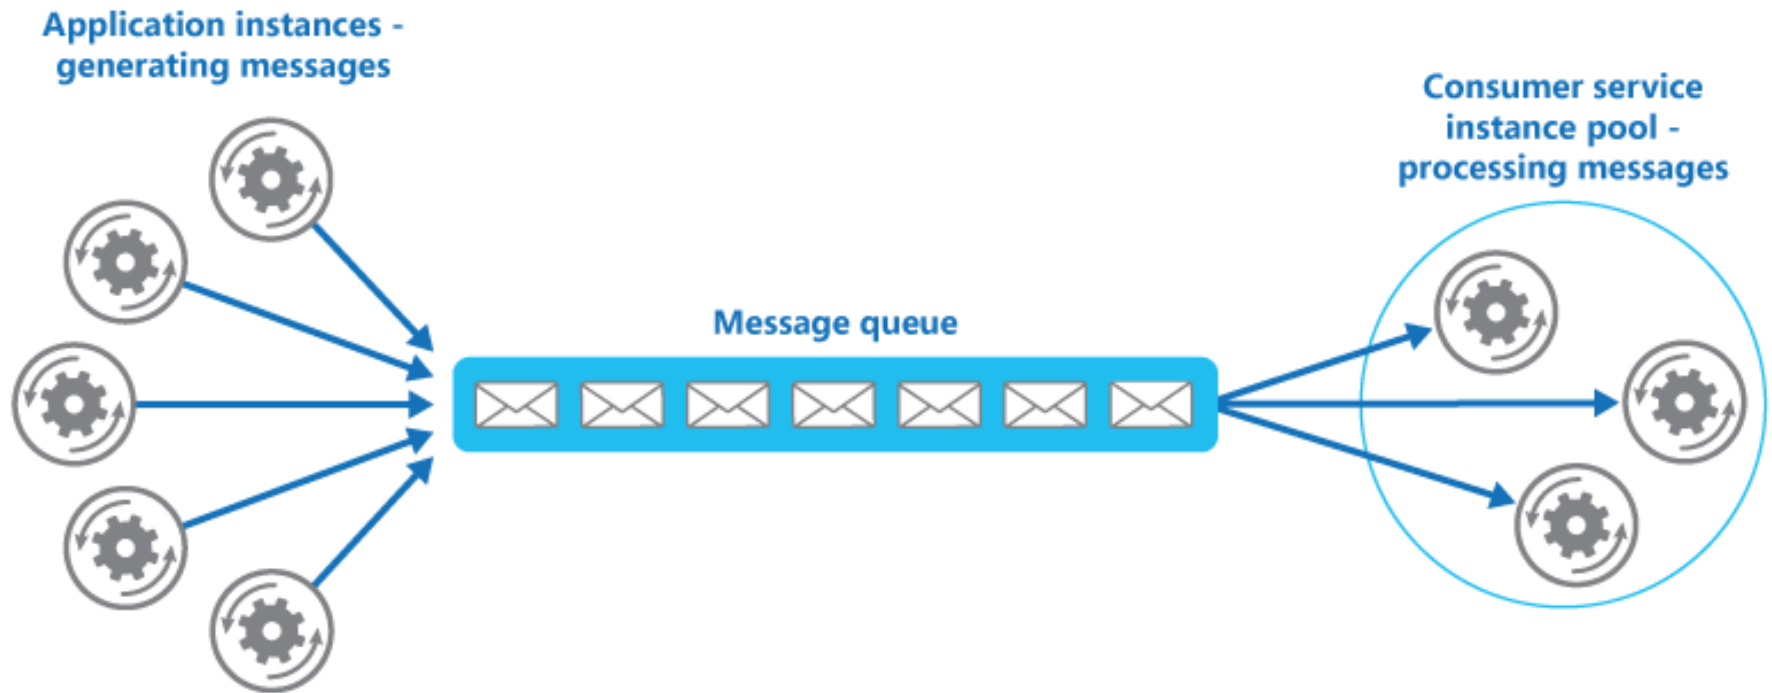 Application instances -
generating messages
Message queue
Consumer service
instance pool -
processing messages